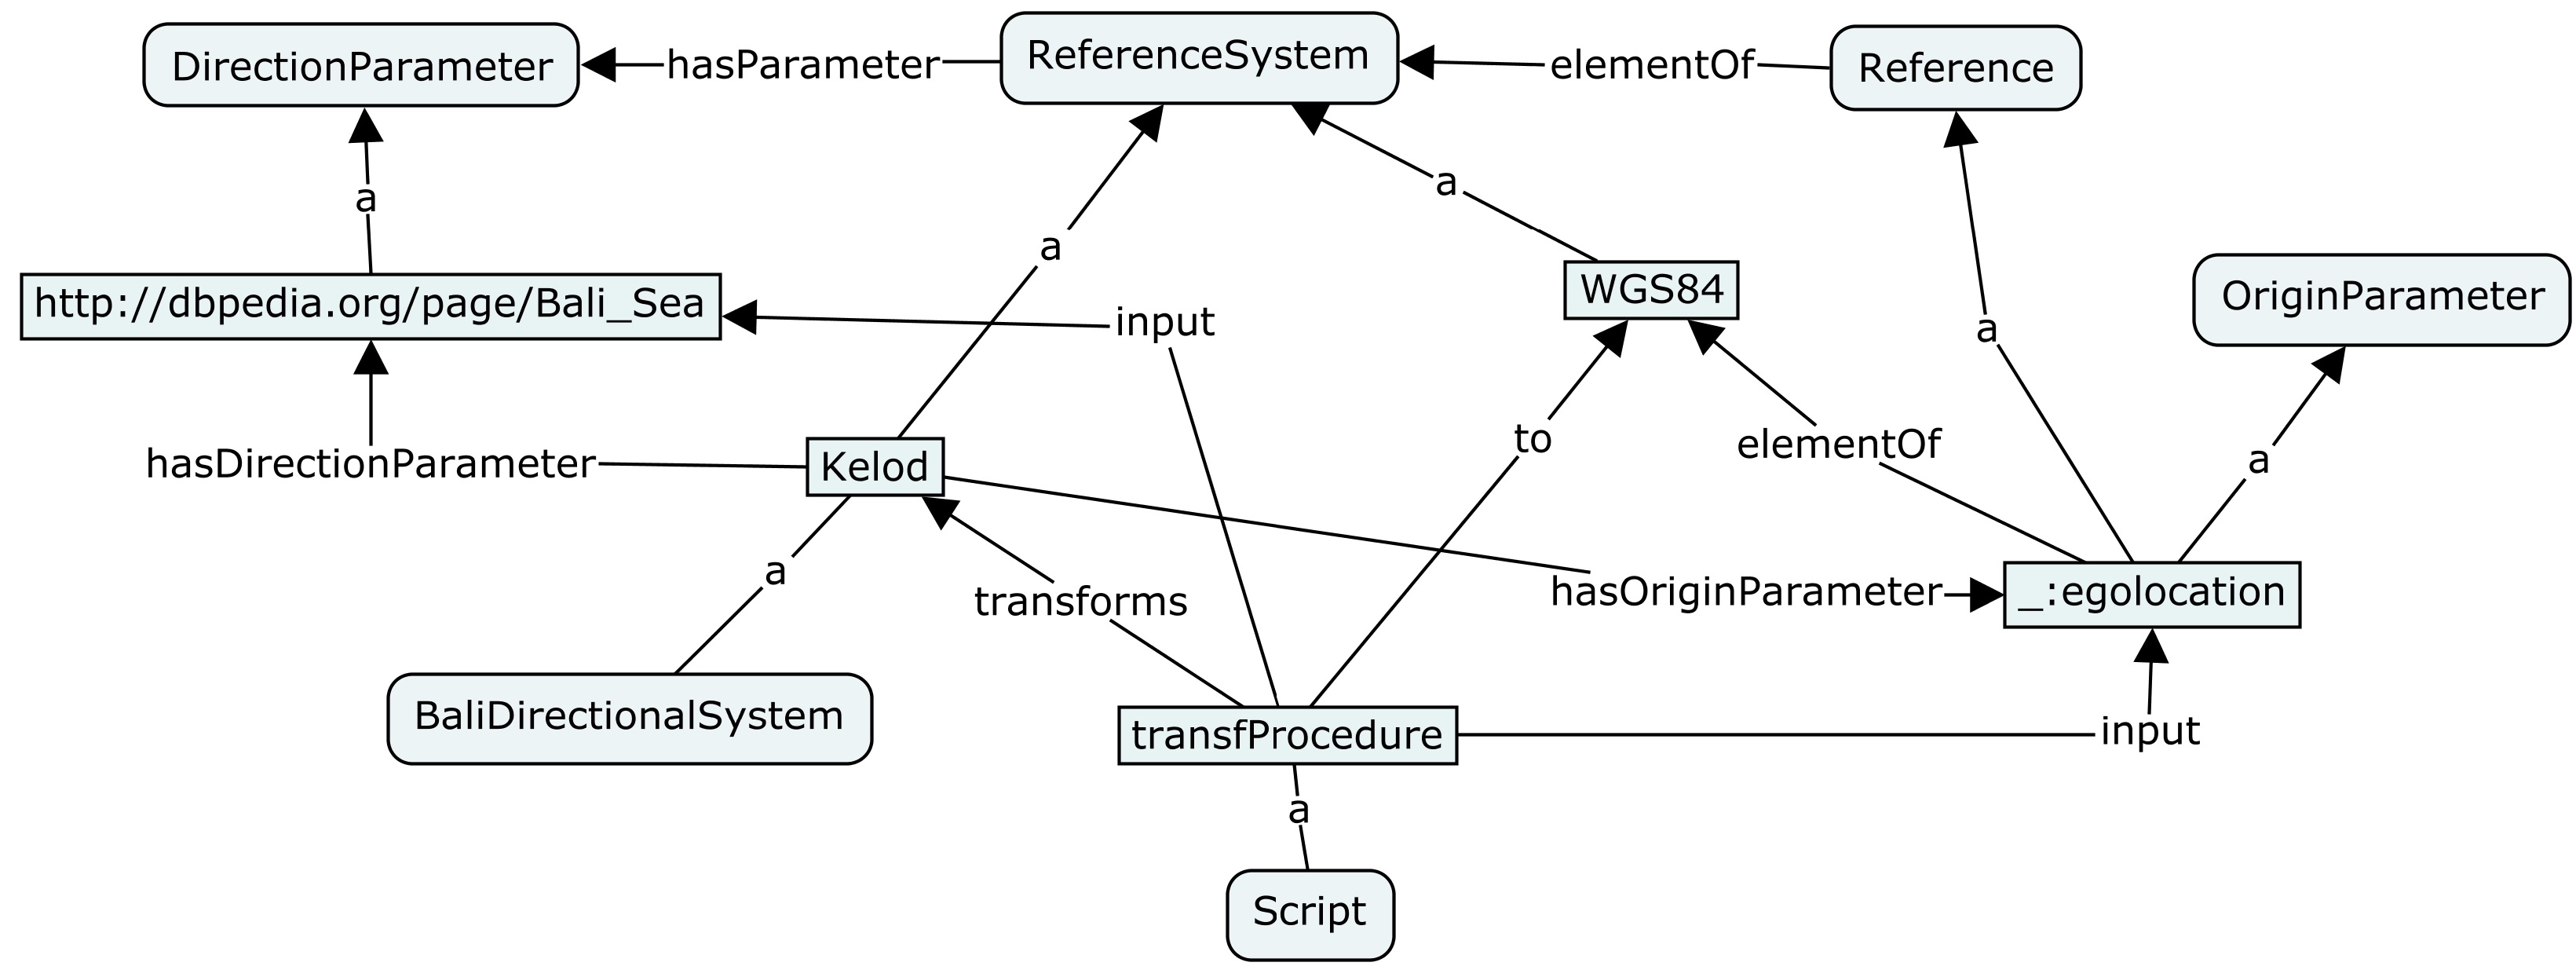 DirectionParameter
hasParameter
ReferenceSystem
elementOf
Reference
a
a
a
http://dbpedia.org/page/Bali_Sea
input
WGS84
a
OriginParameter
hasDirectionParameter
Kelod
to
elementOf
a
a
transforms
hasOriginParameter
_:egolocation
BaliDirectionalSystem
transfProcedure
input
a
Script